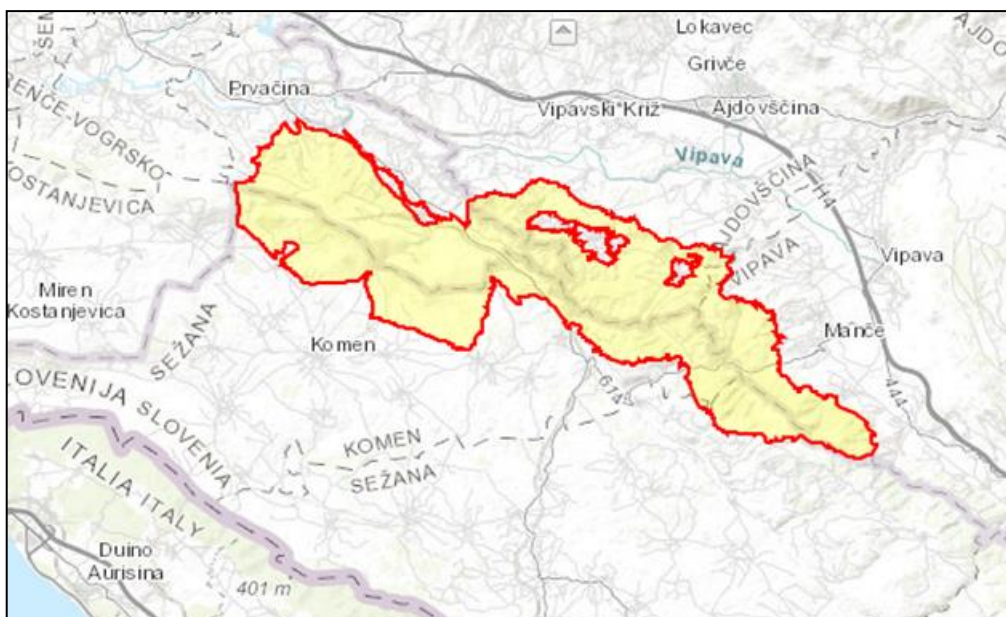 Lokavec
Grivče
Prvačina
Vipavski Križ
Ajdovščina
Vipava
RENČE-VOGRSKO
KOSTANJEVICA
AJDOVŠČINA
VIPAVA
H4
Vipava
Miren
Kostanjevica
SEŽANA
Komen
Manče
674
444
SLOVENIJA SLOVENIA
KOMEN
SEŽANA
ITALIA ITALY
Duino
Aurisina
401 m